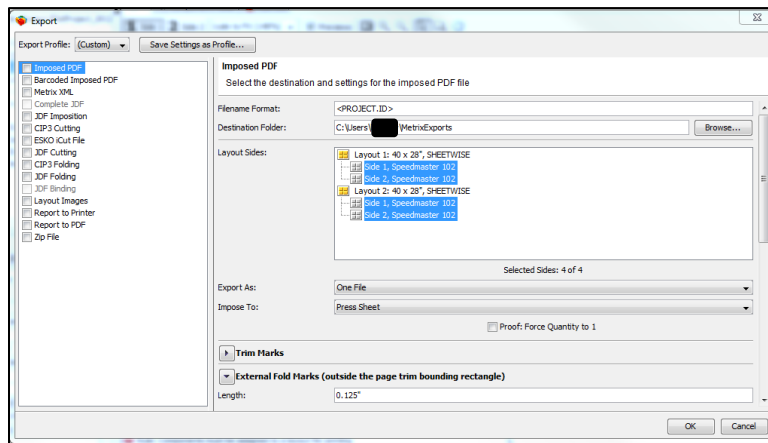 Export
Export Profile: (Custom) Save Settings as Profile...
Imposed PDF
Barcoded Imposed PDF
Metrix XML
Complete JDF
JDF Imposition
CIP3 Cutting
ESKO iCut File
JDF Cutting
CIP3 Folding
JDF Folding
JDF Binding
Layout Images
Report to Printer
Report to PDF
Zip File
Imposed PDF
Select the destination and settings for the imposed PDF file
Filename Format: <PROJECT.ID>
Destination Folder: C:\Users\ \MetrixExports Browse...
Layout Sides:
Layout 1: 40 x 28", SHEETWISE
Side 1, Speedmaster 102
Side 2, Speedmaster 102
Layout 2: 40 x 28", SHEETWISE
Side 1, Speedmaster 102
Side 2, Speedmaster 102
Selected Sides: 4 of 4
Export As: One File
Impose To: Press Sheet
Proof: Force Quantity to 1
Trim Marks
External Fold Marks (outside the page trim bounding rectangle)
Length: 0.125"
OK Cancel